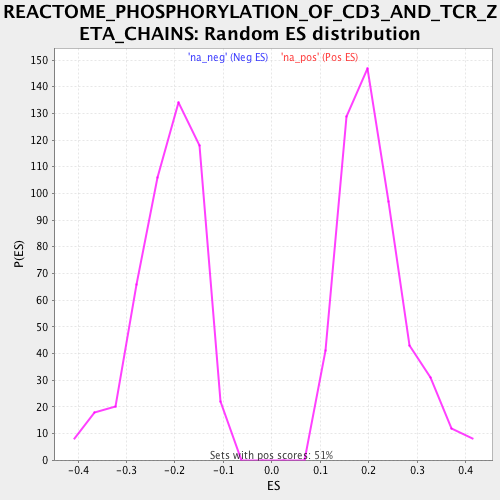 REACTOME_PHOSPHORYLATION_OF_CD3_AND_TCR_Z
ETA_CHAINS: Random ES distribution
'na_neg' (Neg ES) 'na_pos' (Pos ES)
150
140
130
120
110
100
90
80
70
60
50
40
30
20
10
0
P(ES)
Sets with pos scores: 51%
-0.4 -0.3 -0.2 -0.1 0.0 0.1 0.2 0.3 0.4
ES